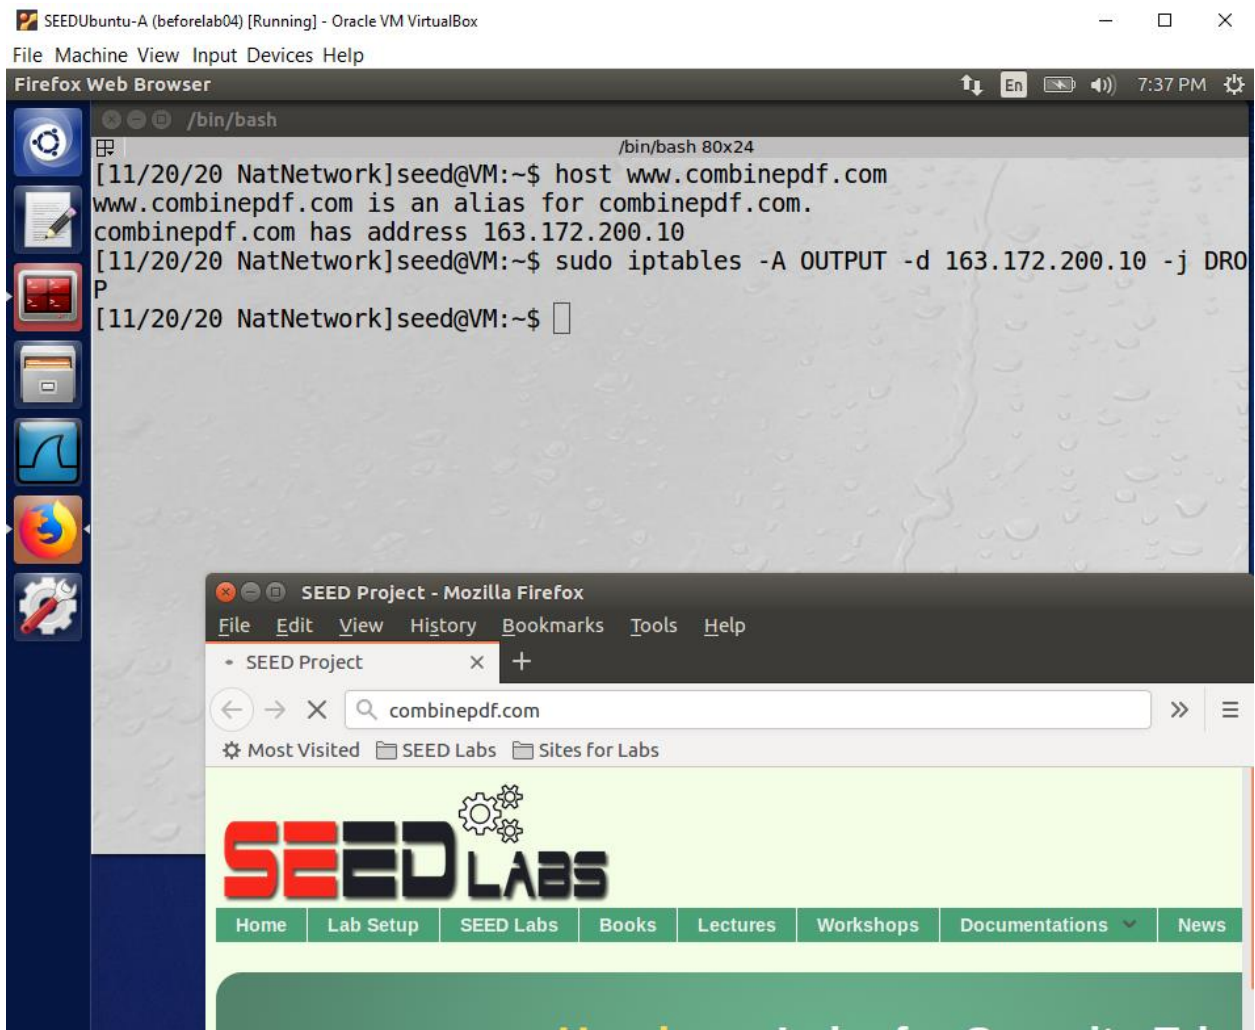 SEEDUbuntu-A (beforelab04) [Running] - Oracle VM VirtualBox
File Machine View Input Devices Help
Firefox Web Browser En 7:37 PM
/bin/bash
/bin/bash 80x24
[11/20/20 NatNetwork]seed@VM:~$ host www.combinepdf.com
www.combinepdf.com is an alias for combinepdf.com.
combinepdf.com has address 163.172.200.10
[11/20/20 NatNetwork]seed@VM:~$ sudo iptables -A OUTPUT -d 163.172.200.10 -j DRO
P
[11/20/20 NatNetwork]seed@VM:~$
SEED Project - Mozilla Firefox
File Edit View History Bookmarks Tools Help
SEED Project
combinepdf.com
Most Visited SEED Labs Sites for Labs
SEED LABS
Home Lab Setup SEED Labs Books Lectures Workshops Documentations News